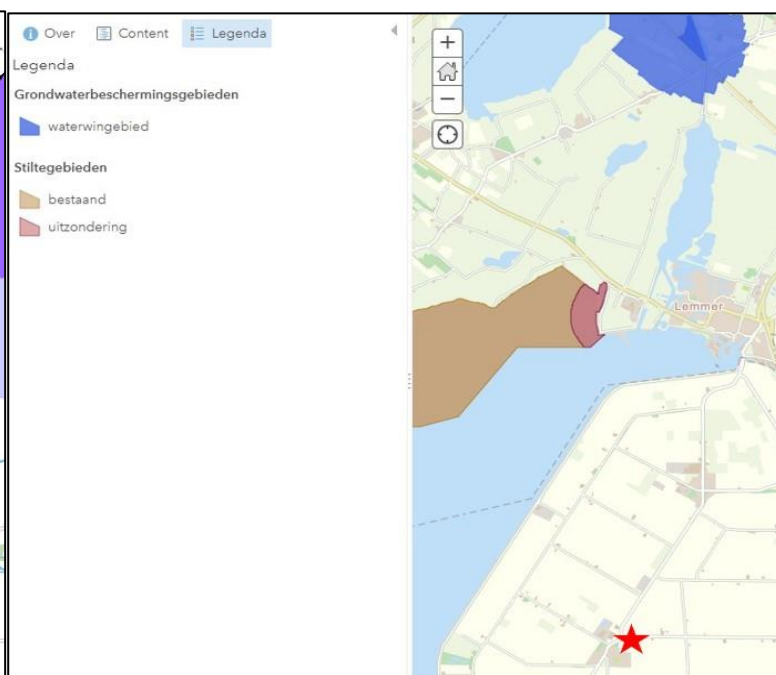 Over Content Legenda
Legenda
Grondwaterbeschermingsgebieden
waterwingebied
Stiltegebieden
bestaand
uitzondering
+
−
Lemmer